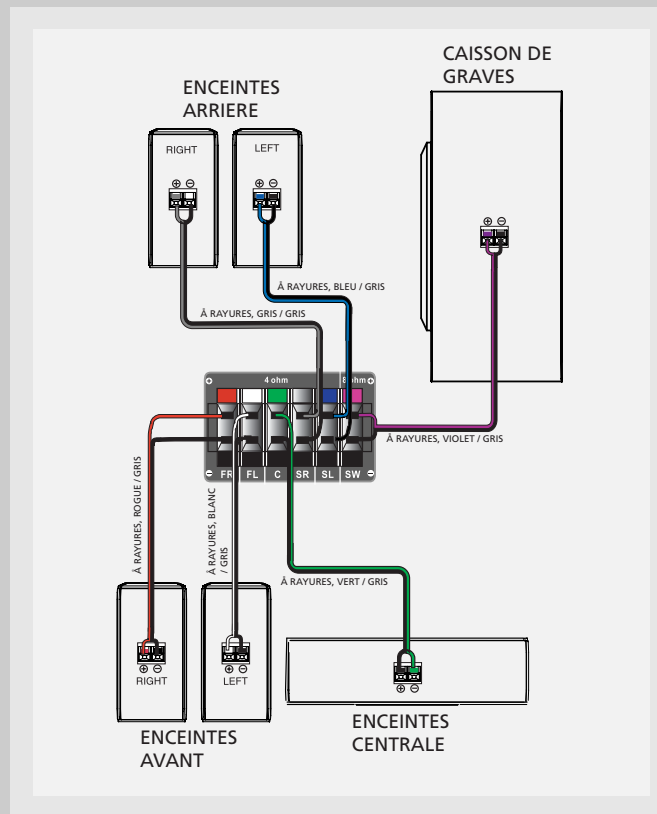 CAISSON DE
GRAVES
ENCEINTES
ARRIERE
RIGHT
LEFT
⊕ ⊖
⊕ ⊖
⊕ ⊖
À RAYURES, BLEU / GRIS
À RAYURES, GRIS / GRIS
⊕ 4 ohm 8 ohm ⊕
À RAYURES, VIOLET / GRIS
⊖ FR FL C SR SL SW ⊖
À RAYURES, ROGUE / GRIS
À RAYURES, BLANC
/ GRIS
À RAYURES, VERT / GRIS
⊕ ⊖
RIGHT
⊕ ⊖
LEFT
⊕ ⊖
ENCEINTES
AVANT
ENCEINTES
CENTRALE